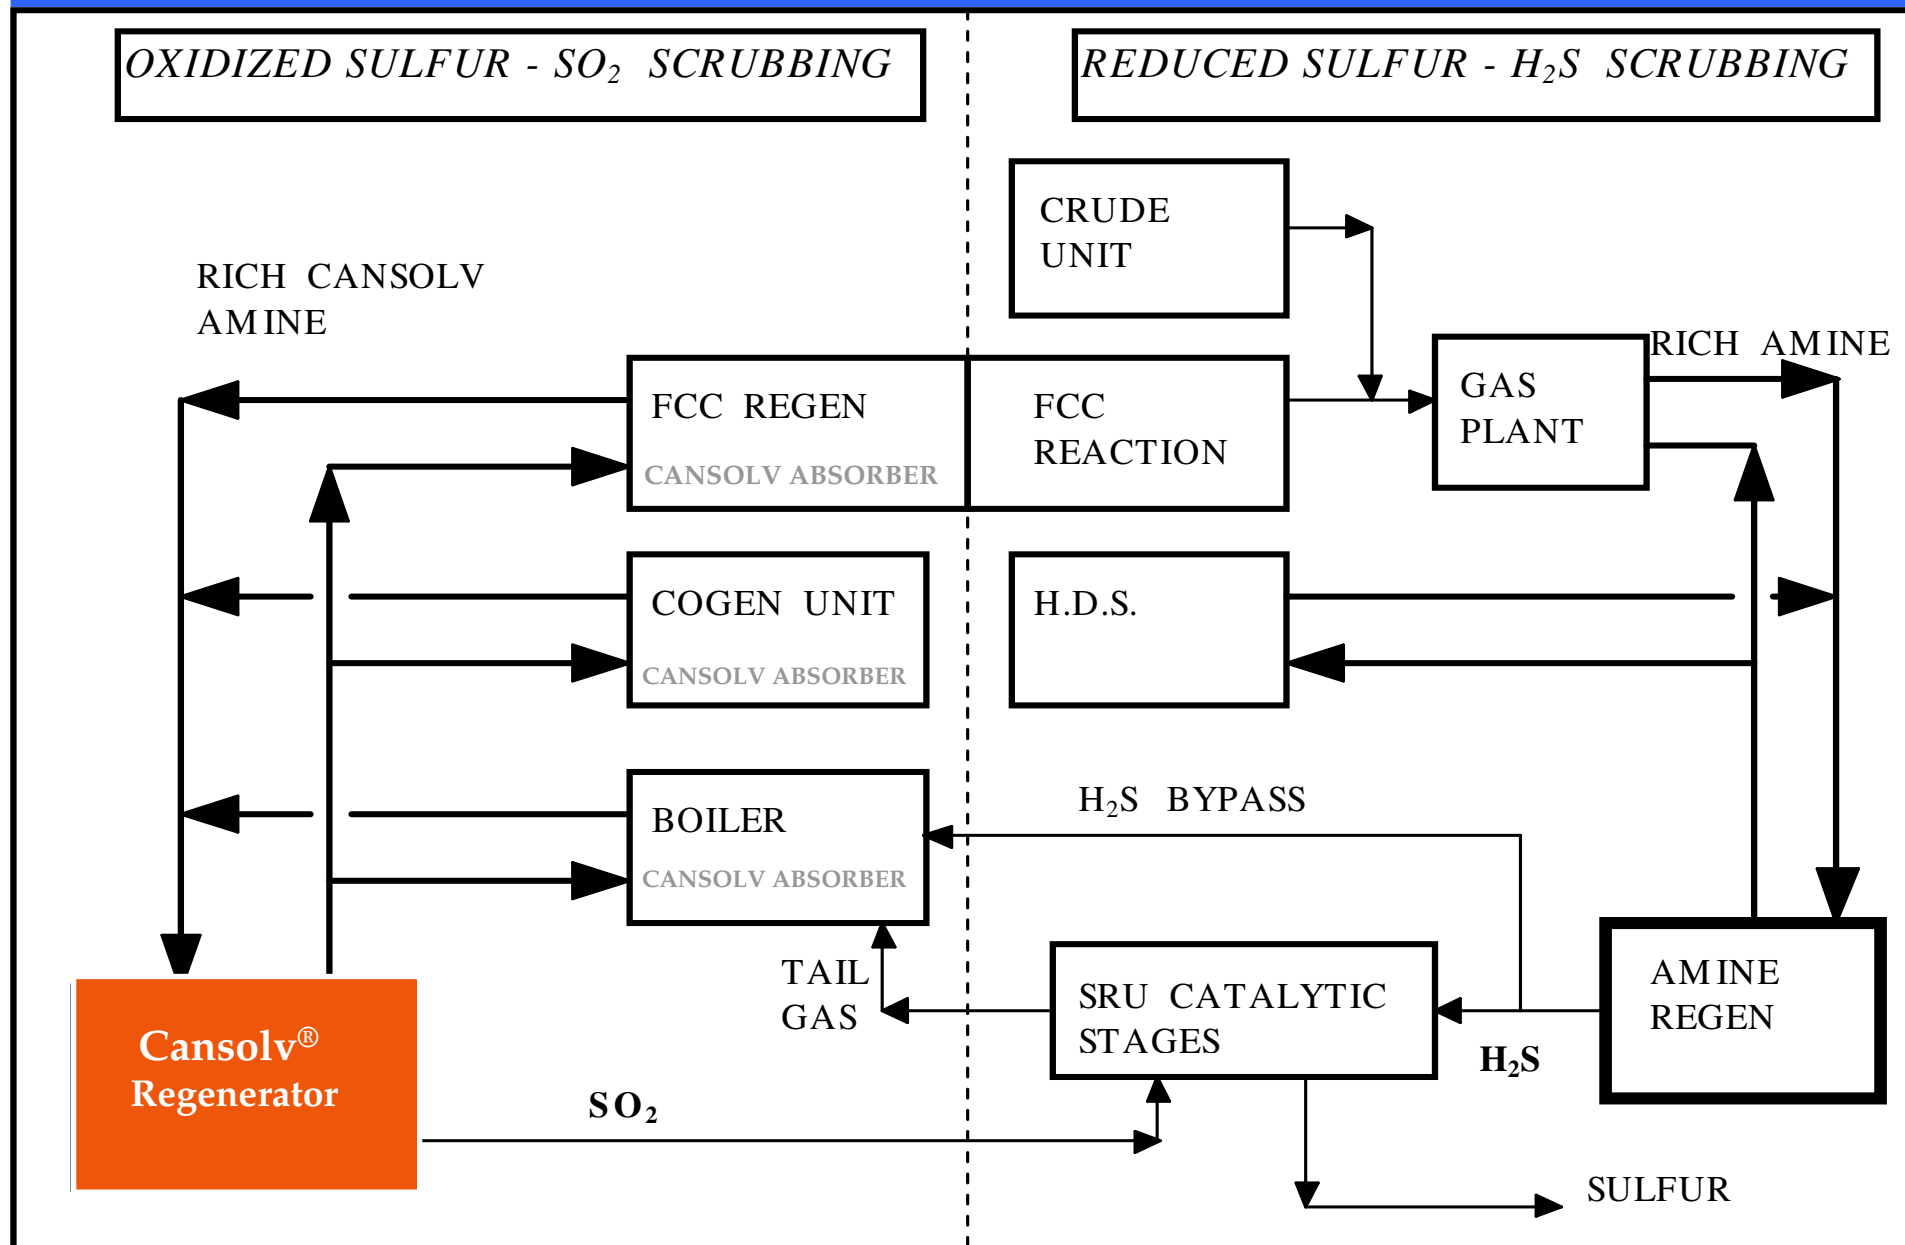 OXIDIZED SULFUR - SO₂ SCRUBBING
REDUCED SULFUR - H₂S SCRUBBING
CRUDE
UNIT
RICH CANSOLV
AMINE
RICH AMINE
FCC REGEN
CANSOLV ABSORBER
FCC
REACTION
GAS
PLANT
COGEN UNIT
CANSOLV ABSORBER
H.D.S.
BOILER
CANSOLV ABSORBER
H₂S BYPASS
TAIL
GAS
SRU CATALYTIC
STAGES
H₂S
AMINE
REGEN
Cansolv®
Regenerator
SO₂
SULFUR